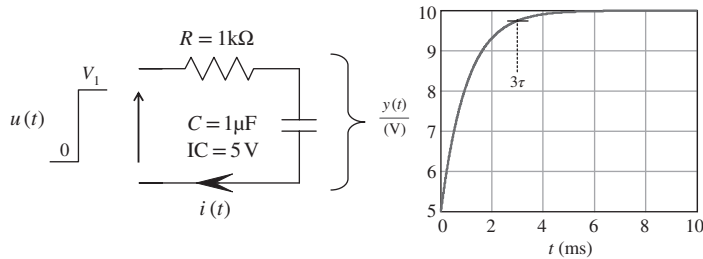 R = 1kΩ
V1
u(t)
0
C = 1μF
IC = 5 V
i(t)
y(t)
(V)
10
9
8
7
6
5
3τ
0
2
4
6
8
10
t (ms)